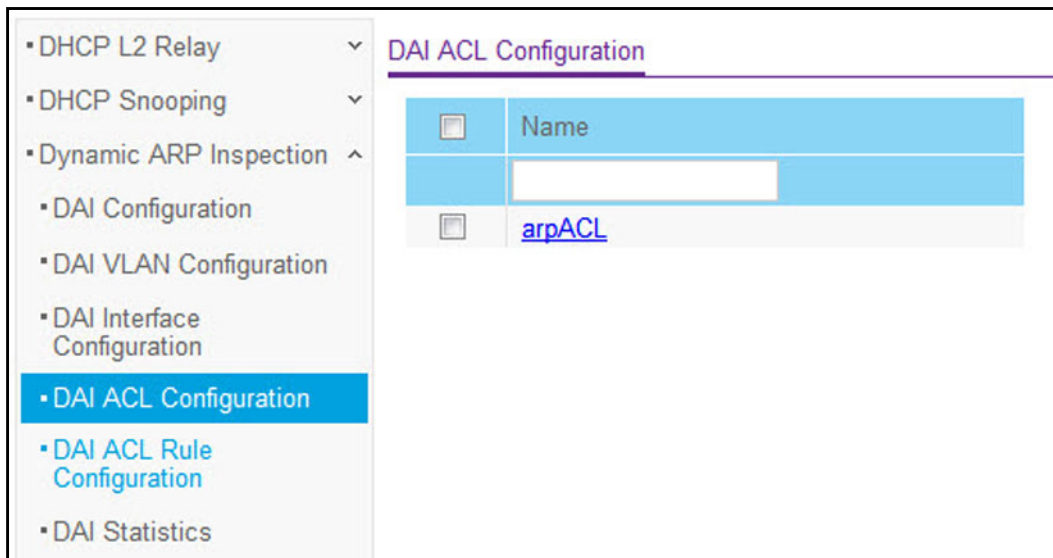 DHCP L2 Relay
DHCP Snooping
Dynamic ARP Inspection
DAI Configuration
DAI VLAN Configuration
DAI Interface
Configuration
DAI ACL Configuration
DAI ACL Rule
Configuration
DAI Statistics
DAI ACL Configuration
Name
arpACL